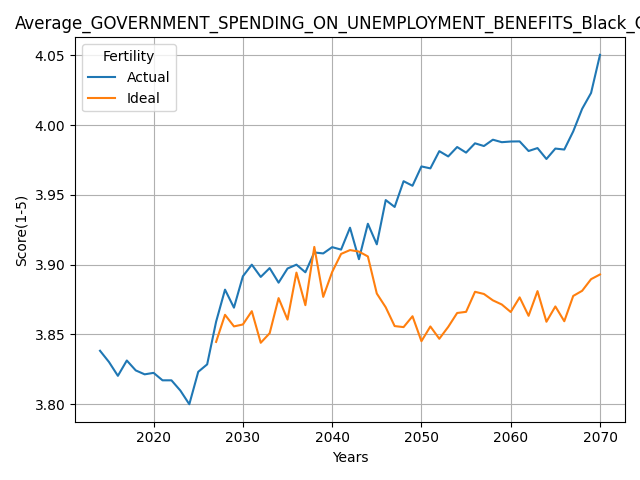 Average_GOVERNMENT_SPENDING_ON_UNEMPLOYMENT_BENEFITS_Black_
Fertility
Actual
Ideal
4.05
4.00
3.95
3.90
3.85
3.80
Score(1-5)
2020 2030 2040 2050 2060 2070
Years